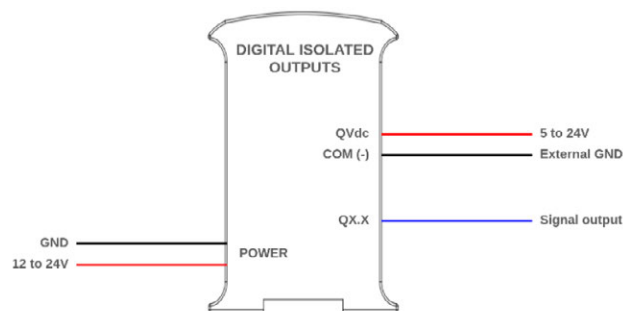 DIGITAL ISOLATED
OUTPUTS
QVdc
5 to 24V
COM (-)
External GND
QX.X
Signal output
GND
POWER
12 to 24V